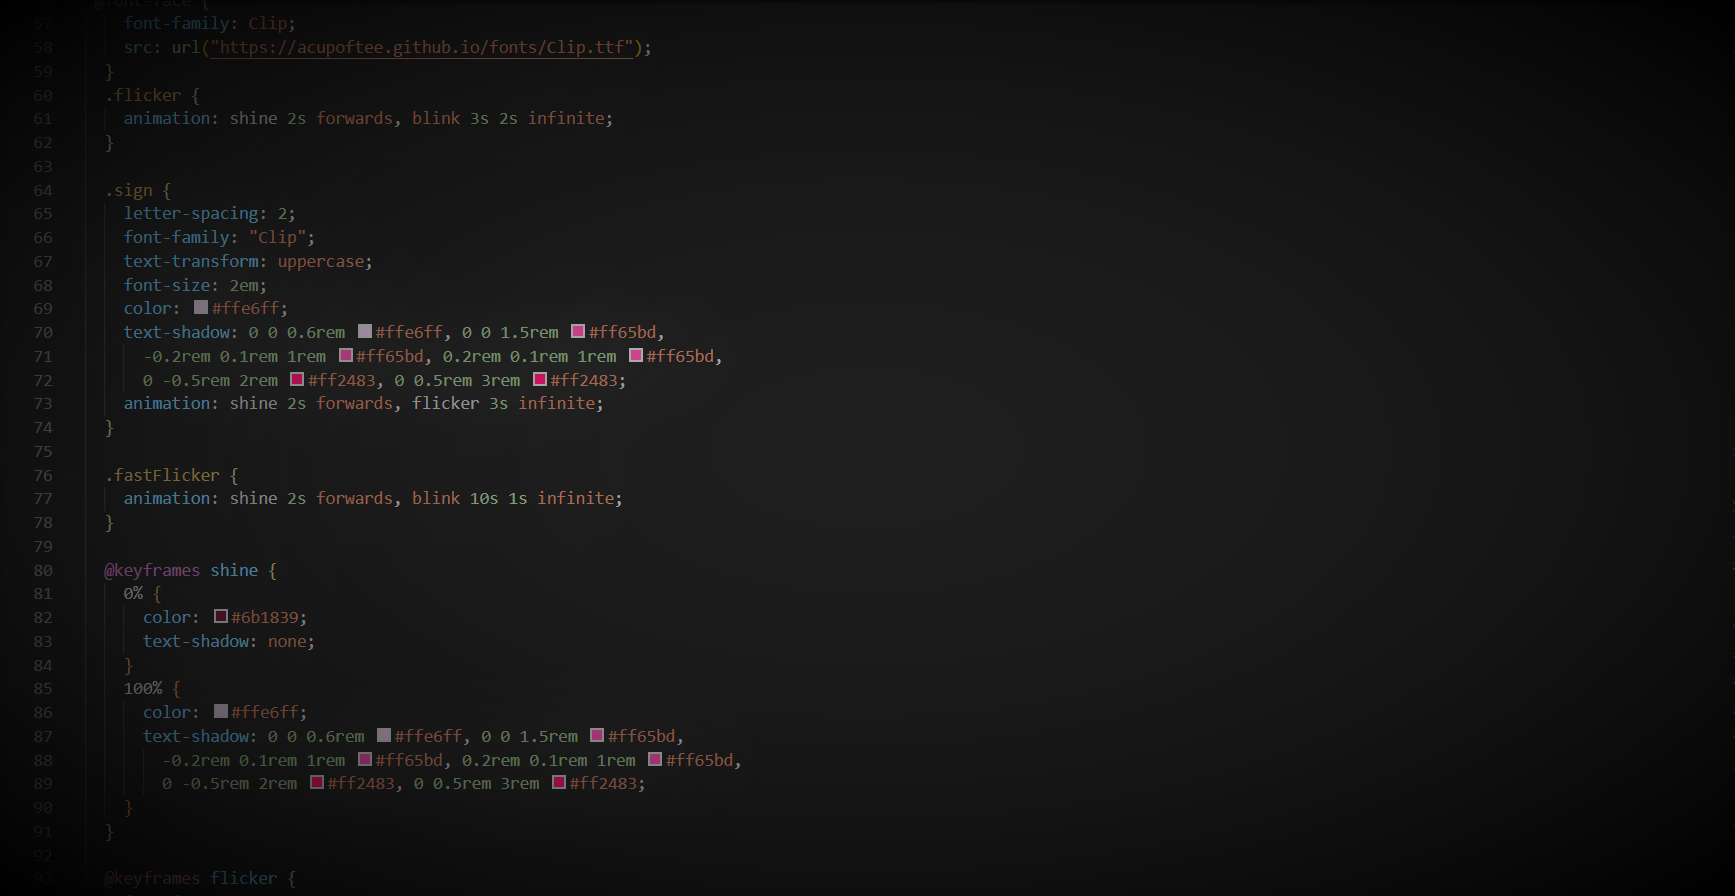 56 @font-face {
57 font-family: Clip;
58 src: url("https://acupoftee.github.io/fonts/Clip.ttf");
59 }
60 .flicker {
61 animation: shine 2s forwards, blink 3s 2s infinite;
62 }
63
64 .sign {
65 letter-spacing: 2;
66 font-family: "Clip";
67 text-transform: uppercase;
68 font-size: 2em;
69 color: #ffe6ff;
70 text-shadow: 0 0 0.6rem #ffe6ff, 0 0 1.5rem #ff65bd,
71 -0.2rem 0.1rem 1rem #ff65bd, 0.2rem 0.1rem 1rem #ff65bd,
72 0 -0.5rem 2rem #ff2483, 0 0.5rem 3rem #ff2483;
73 animation: shine 2s forwards, flicker 3s infinite;
74 }
75
76 .fastFlicker {
77 animation: shine 2s forwards, blink 10s 1s infinite;
78 }
79
80 @keyframes shine {
81 0% {
82 color: #6b1839;
83 text-shadow: none;
84 }
85 100% {
86 color: #ffe6ff;
87 text-shadow: 0 0 0.6rem #ffe6ff, 0 0 1.5rem #ff65bd,
88 -0.2rem 0.1rem 1rem #ff65bd, 0.2rem 0.1rem 1rem #ff65bd,
89 0 -0.5rem 2rem #ff2483, 0 0.5rem 3rem #ff2483;
90 }
91 }
92
93 @keyframes flicker {